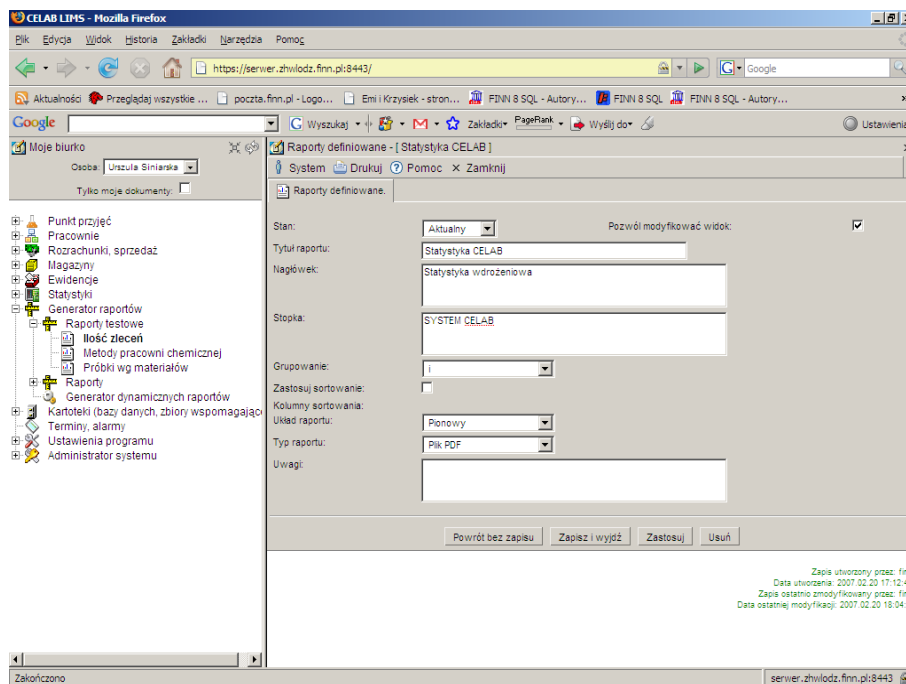 CELAB LIMS - Mozilla Firefox
Plik Edycja Widok Historia Zakładki Narzędzia Pomoc
https://serwer.zhwlodz.finn.pl:8443/
Google
Aktualności Przeglądaj wszystkie ... poczta.finn.pl - Logo... Emi i Krzysiek - stron... FINN 8 SQL - Autory... FINN 8 SQL FINN 8 SQL - Autory...
Google Wyszukaj Zakładki PageRank Wyślij do Ustawienia
Moje biurko
Osoba: Urszula Siniarska
Tylko moje dokumenty:
Punkt przyjęć
Pracownie
Rozrachunki, sprzedaż
Magazyny
Ewidencje
Statystyki
Generator raportów
Raporty testowe
Ilość zleceń
Metody pracowni chemicznej
Próbki wg materiałów
Raporty
Generator dynamicznych raportów
Kartoteki (bazy danych, zbiory wspomagające
Terminy, alarmy
Ustawienia programu
Administrator systemu
Raporty definiowane - [ Statystyka CELAB ]
System Drukuj Pomoc Zamknij
Raporty definiowane.
Stan: Aktualny Pozwól modyfikować widok:
Tytuł raportu: Statystyka CELAB
Nagłówek: Statystyka wdrożeniowa
Stopka: SYSTEM CELAB
Grupowanie: i
Zastosuj sortowanie:
Kolumny sortowania:
Układ raportu: Pionowy
Typ raportu: Plik PDF
Uwagi:
Powrót bez zapisu Zapisz i wyjdź Zastosuj Usuń
Zapis utworzony przez:
Data utworzenia: 2007.02.20 17:12:
Zapis ostatnio zmodyfikowany przez:
Data ostatniej modyfikacji: 2007.02.20 18:04:
Zakończono
serwer.zhwlodz.finn.pl:8443